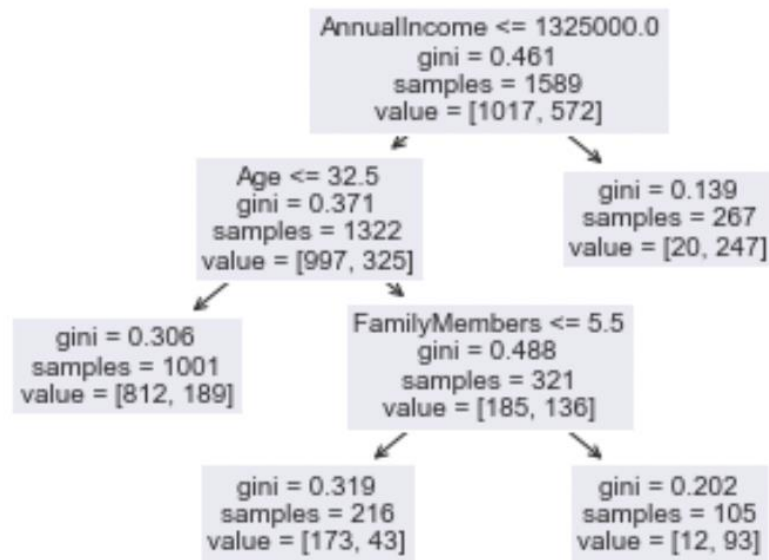 AnnualIncome <= 1325000.0
gini = 0.461
samples = 1589
value = [1017, 572]
Age <= 32.5
gini = 0.371
samples = 1322
value = [997, 325]
gini = 0.139
samples = 267
value = [20, 247]
gini = 0.306
samples = 1001
value = [812, 189]
FamilyMembers <= 5.5
gini = 0.488
samples = 321
value = [185, 136]
gini = 0.319
samples = 216
value = [173, 43]
gini = 0.202
samples = 105
value = [12, 93]